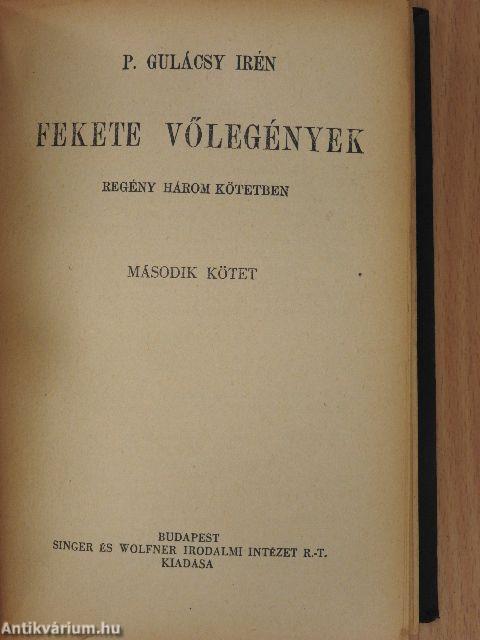 P. GULÁCSY IRÉN
FEKETE VŐLEGÉNYEK
REGÉNY HÁROM KÖTETBEN
MÁSODIK KÖTET
BUDAPEST
SINGER ÉS WOLFNER IRODALMI INTÉZET R.-T.
KIADÁSA
Antikvárium.hu